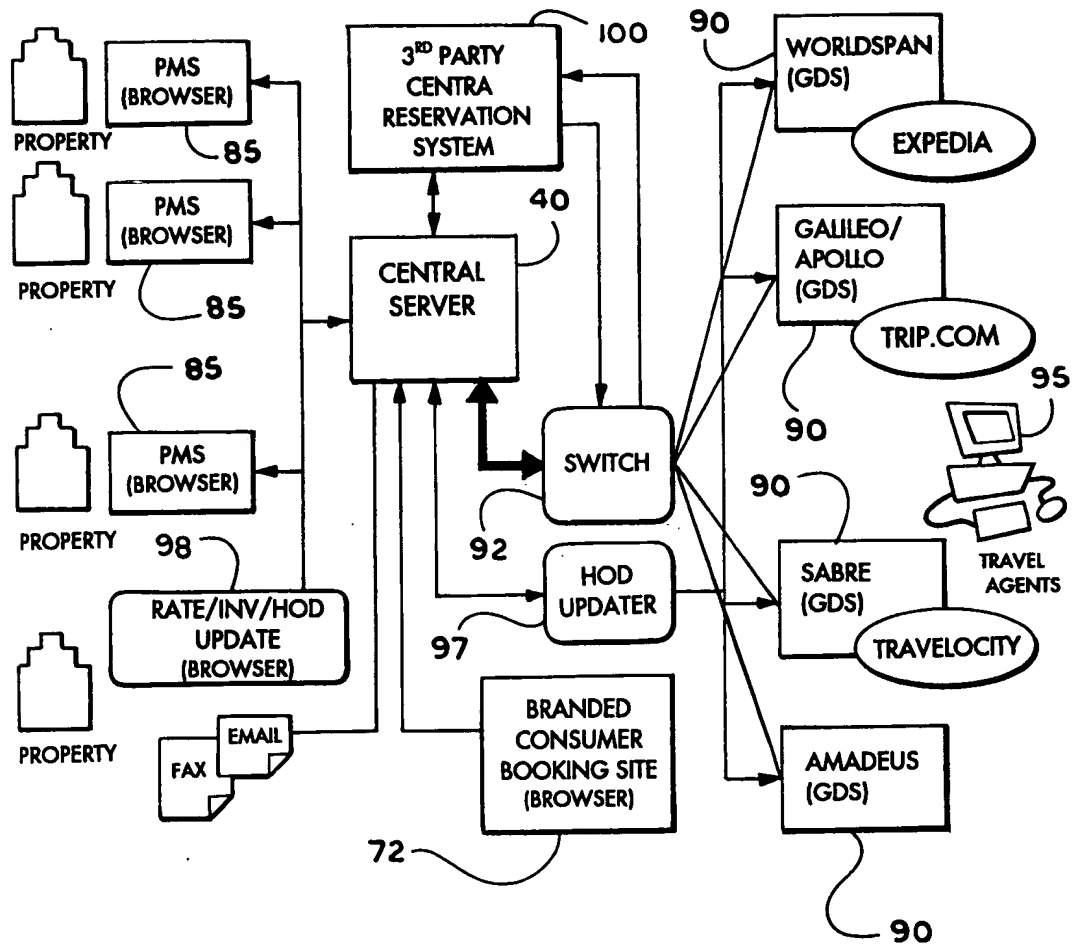 PMS
(BROWSER)
PROPERTY
85
PMS
(BROWSER)
PROPERTY
85
85
PMS
(BROWSER)
PROPERTY
98
RATE/INV/HOD
UPDATE
(BROWSER)
PROPERTY
FAX
EMAIL
100
3RD PARTY
CENTRA
RESERVATION
SYSTEM
40
CENTRAL
SERVER
SWITCH
92
HOD
UPDATER
97
BRANDED
CONSUMER
BOOKING SITE
(BROWSER)
72
90
WORLDSPAN
(GDS)
EXPEDIA
GALILEO/
APOLLO
(GDS)
TRIP.COM
90
95
TRAVEL
AGENTS
90
SABRE
(GDS)
TRAVELOCITY
AMADEUS
(GDS)
90